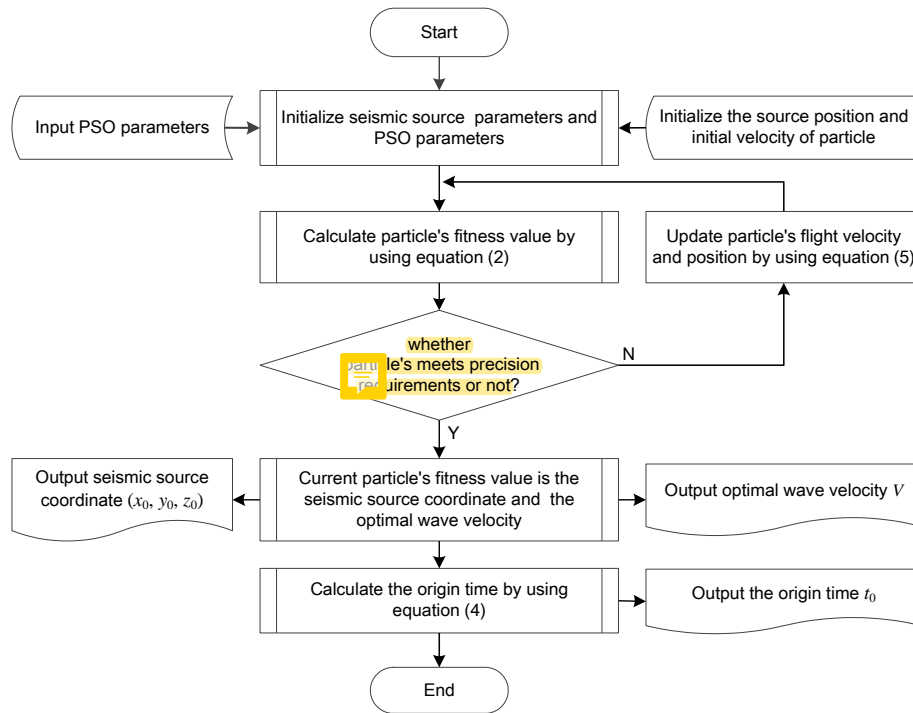 Start
Input PSO parameters
Initialize seismic source parameters and
PSO parameters
Initialize the source position and
initial velocity of particle
Calculate particle's fitness value by
using equation (2)
Update particle's flight velocity
and position by using equation (5)
whether
particle's meets precision
requirements or not?
N
Y
Output seismic source
coordinate (x₀, y₀, z₀)
Current particle's fitness value is the
seismic source coordinate and the
optimal wave velocity
Output optimal wave velocity V
Calculate the origin time by using
equation (4)
Output the origin time t₀
End